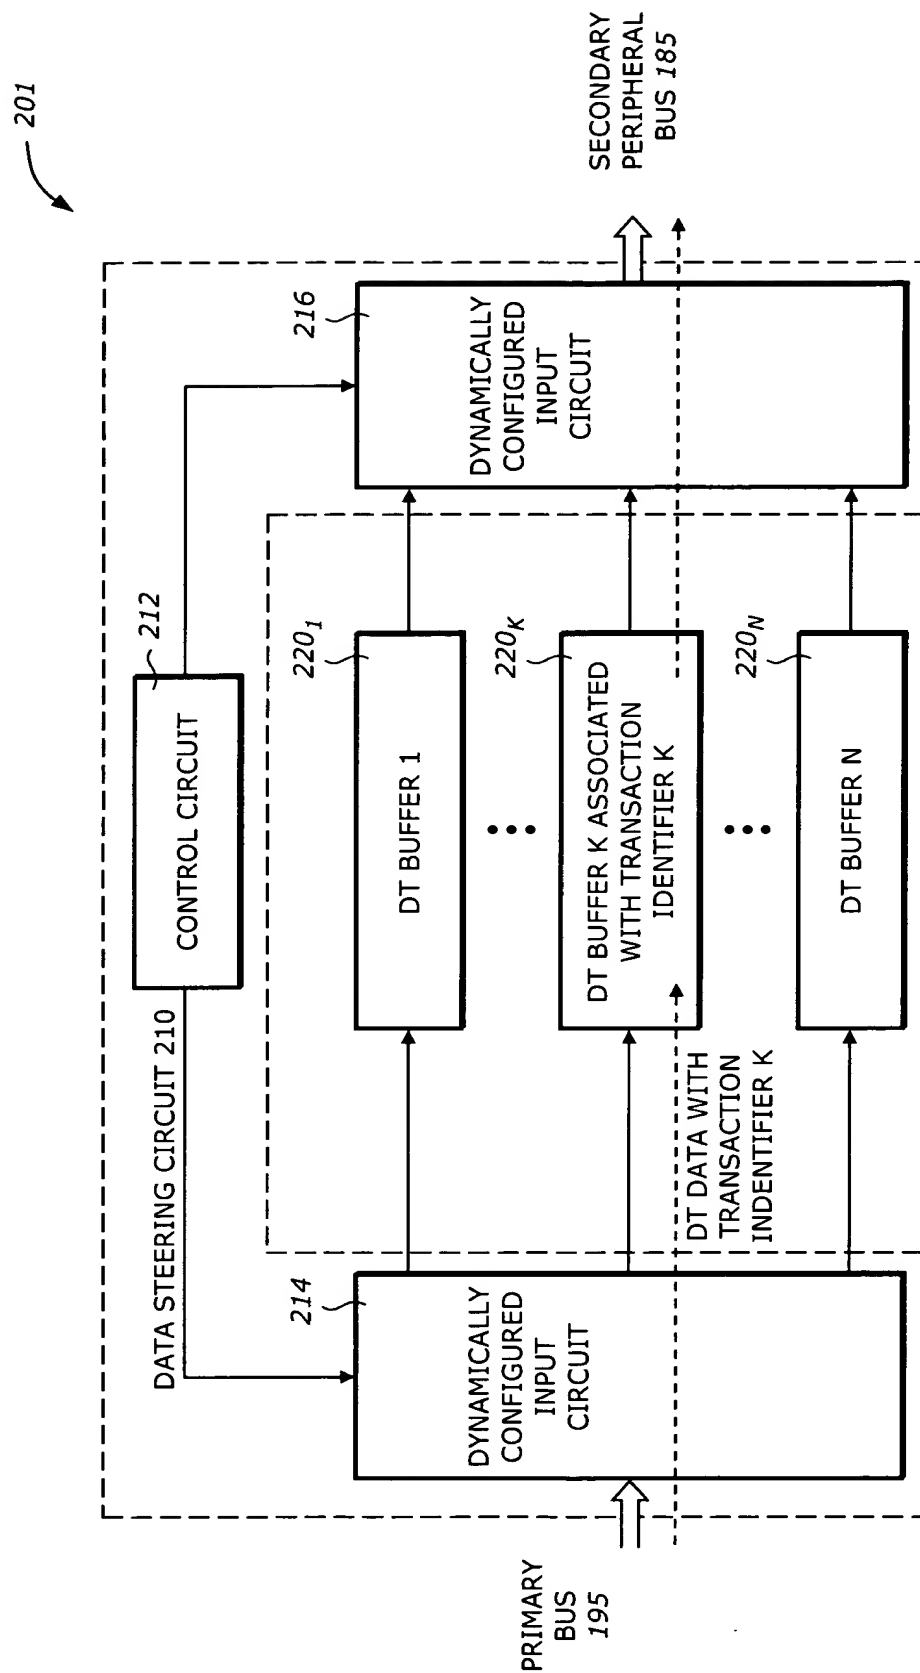 201
DATA STEERING CIRCUIT 210
CONTROL CIRCUIT
212
PRIMARY
BUS
195
214
DYNAMICALLY
CONFIGURED
INPUT
CIRCUIT
DT BUFFER 1
220₁
DT BUFFER K ASSOCIATED
WITH TRANSACTION
IDENTIFIER K
220K
DT DATA WITH
TRANSACTION
INDENTIFIER K
DT BUFFER N
220N
216
DYNAMICALLY
CONFIGURED
INPUT
CIRCUIT
SECONDARY
PERIPHERAL
BUS 185